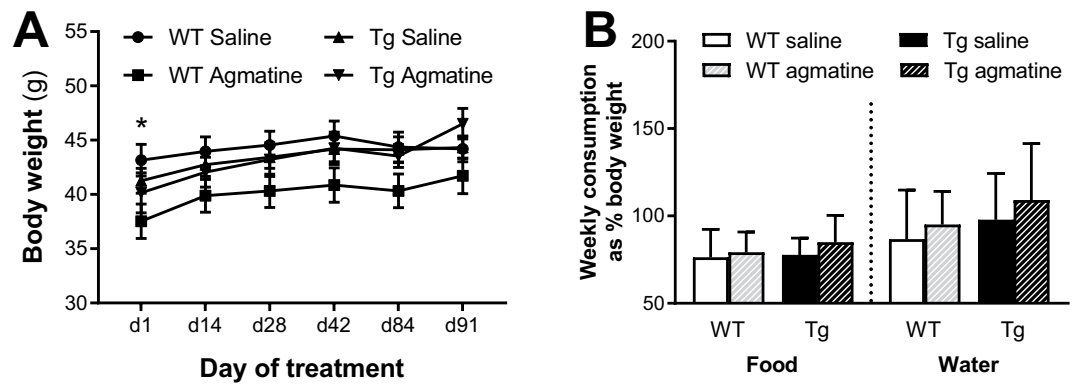 A
55
50
45
40
35
30
Body weight (g)
WT Saline
Tg Saline
WT Agmatine
Tg Agmatine
*
d1 d14 d28 d42 d84 d91
Day of treatment
B
200
150
100
50
Weekly consumption
as % body weight
WT saline
Tg saline
WT agmatine
Tg agmatine
WT Tg WT Tg
Food Water